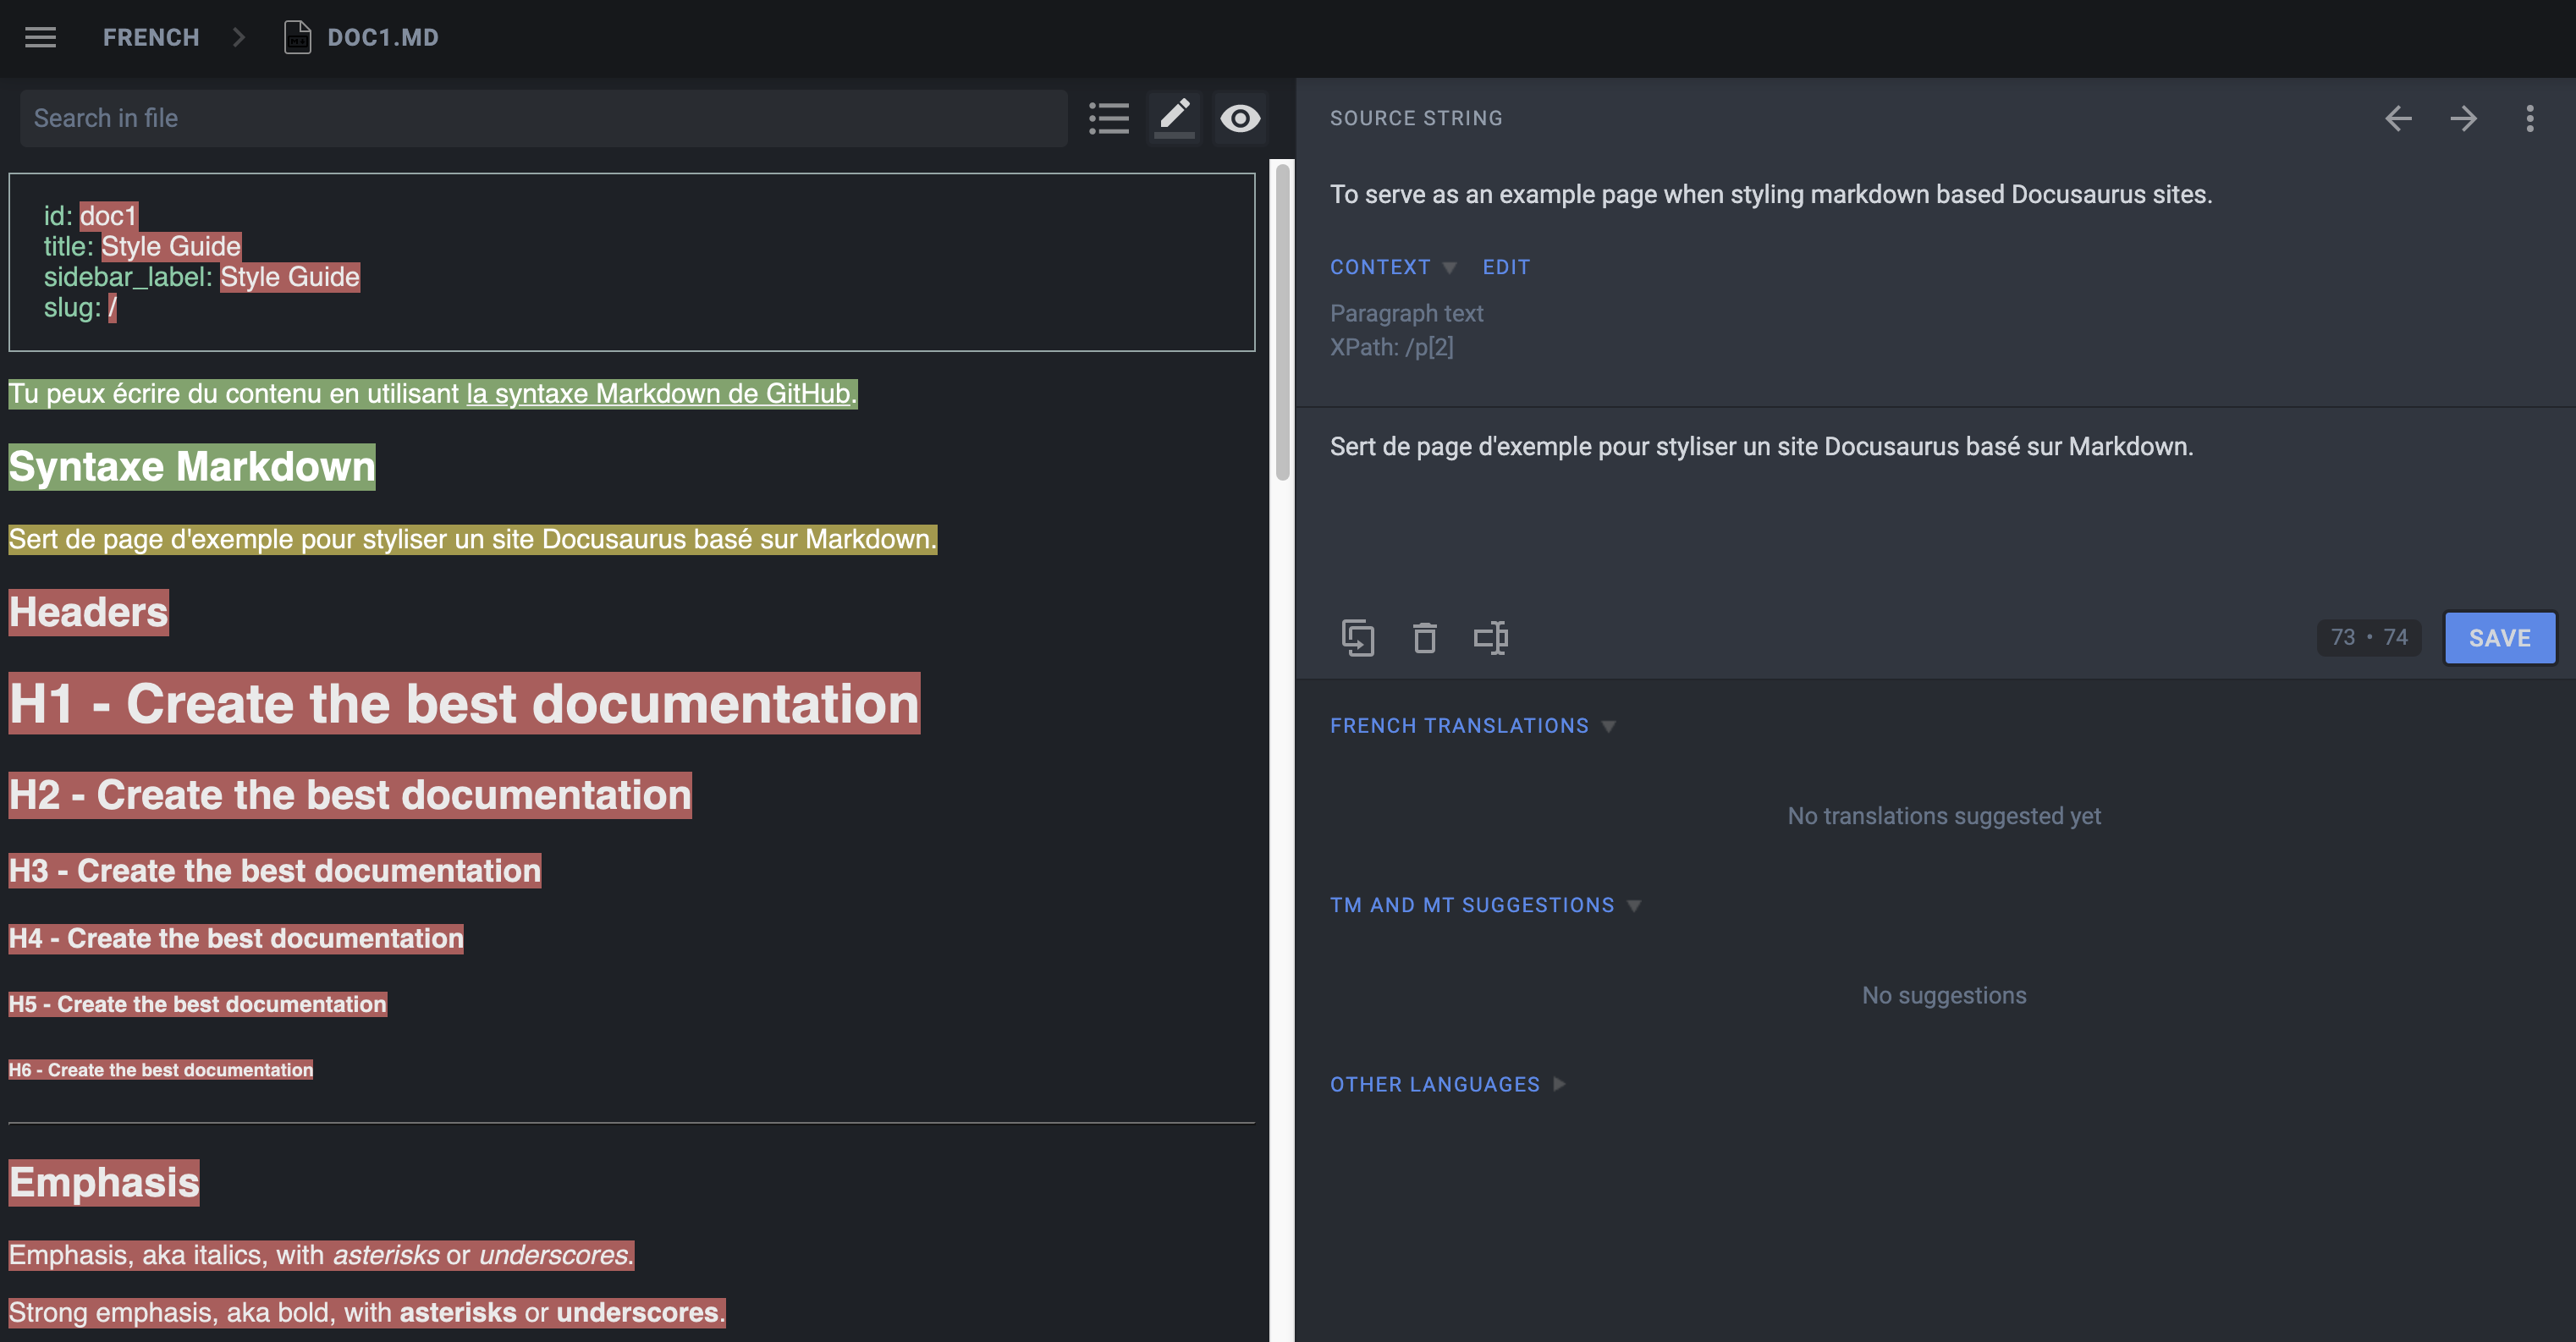 FRENCH
DOC1.MD
Search in file
id: doc1
title: Style Guide
sidebar_label: Style Guide
slug: /
Tu peux écrire du contenu en utilisant la syntaxe Markdown de GitHub.
Syntaxe Markdown
Sert de page d'exemple pour styliser un site Docusaurus basé sur Markdown.
Headers
H1 - Create the best documentation
H2 - Create the best documentation
H3 - Create the best documentation
H4 - Create the best documentation
H5 - Create the best documentation
H6 - Create the best documentation
Emphasis
Emphasis, aka italics, with asterisks or underscores.
Strong emphasis, aka bold, with asterisks or underscores.
SOURCE STRING
To serve as an example page when styling markdown based Docusaurus sites.
CONTEXT EDIT
Paragraph text
XPath: /p[2]
Sert de page d'exemple pour styliser un site Docusaurus basé sur Markdown.
73 • 74
SAVE
FRENCH TRANSLATIONS
No translations suggested yet
TM AND MT SUGGESTIONS
No suggestions
OTHER LANGUAGES